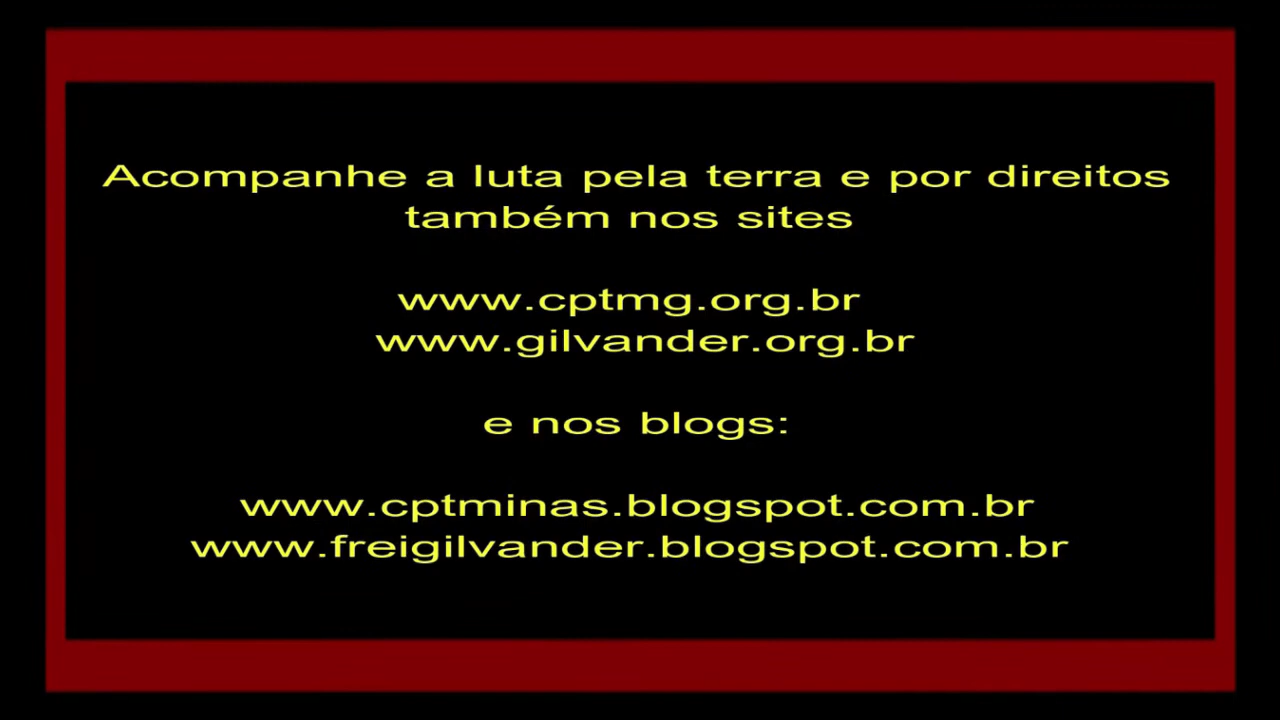 Acompanhe a luta pela terra e por direitos
também nos sites
www.cptmg.org.br
www.gilvander.org.br
e nos blogs:
www.cptminas.blogspot.com.br
www.freigilvander.blogspot.com.br